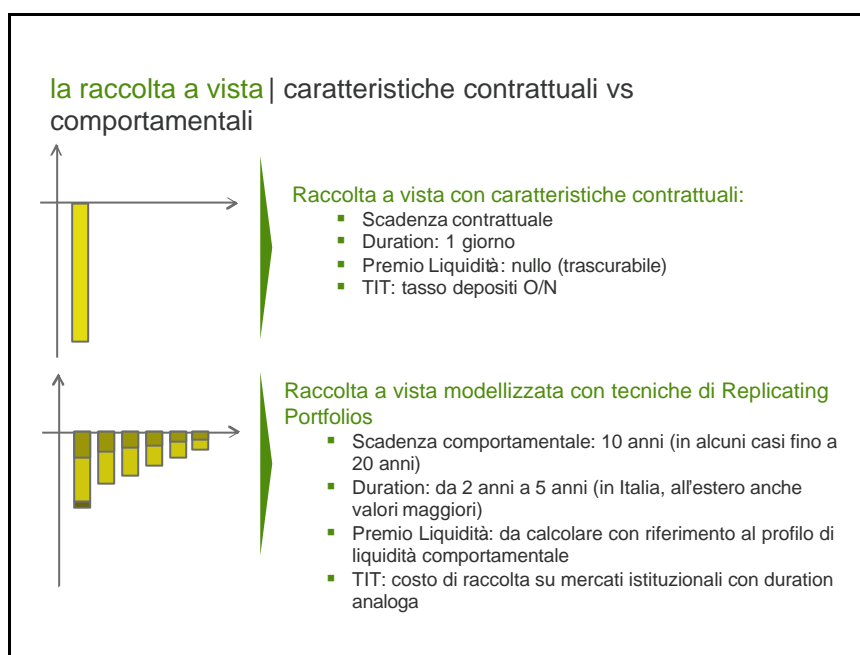 la raccolta a vista | caratteristiche contrattuali vs
comportamentali
Raccolta a vista con caratteristiche contrattuali:
▪ Scadenza contrattuale
▪ Duration: 1 giorno
▪ Premio Liquidità: nullo (trascurabile)
▪ TIT: tasso depositi O/N
Raccolta a vista modellizzata con tecniche di Replicating
Portfolios
▪ Scadenza comportamentale: 10 anni (in alcuni casi fino a
20 anni)
▪ Duration: da 2 anni a 5 anni (in Italia, all'estero anche
valori maggiori)
▪ Premio Liquidità: da calcolare con riferimento al profilo di
liquidità comportamentale
▪ TIT: costo di raccolta su mercati istituzionali con duration
analoga